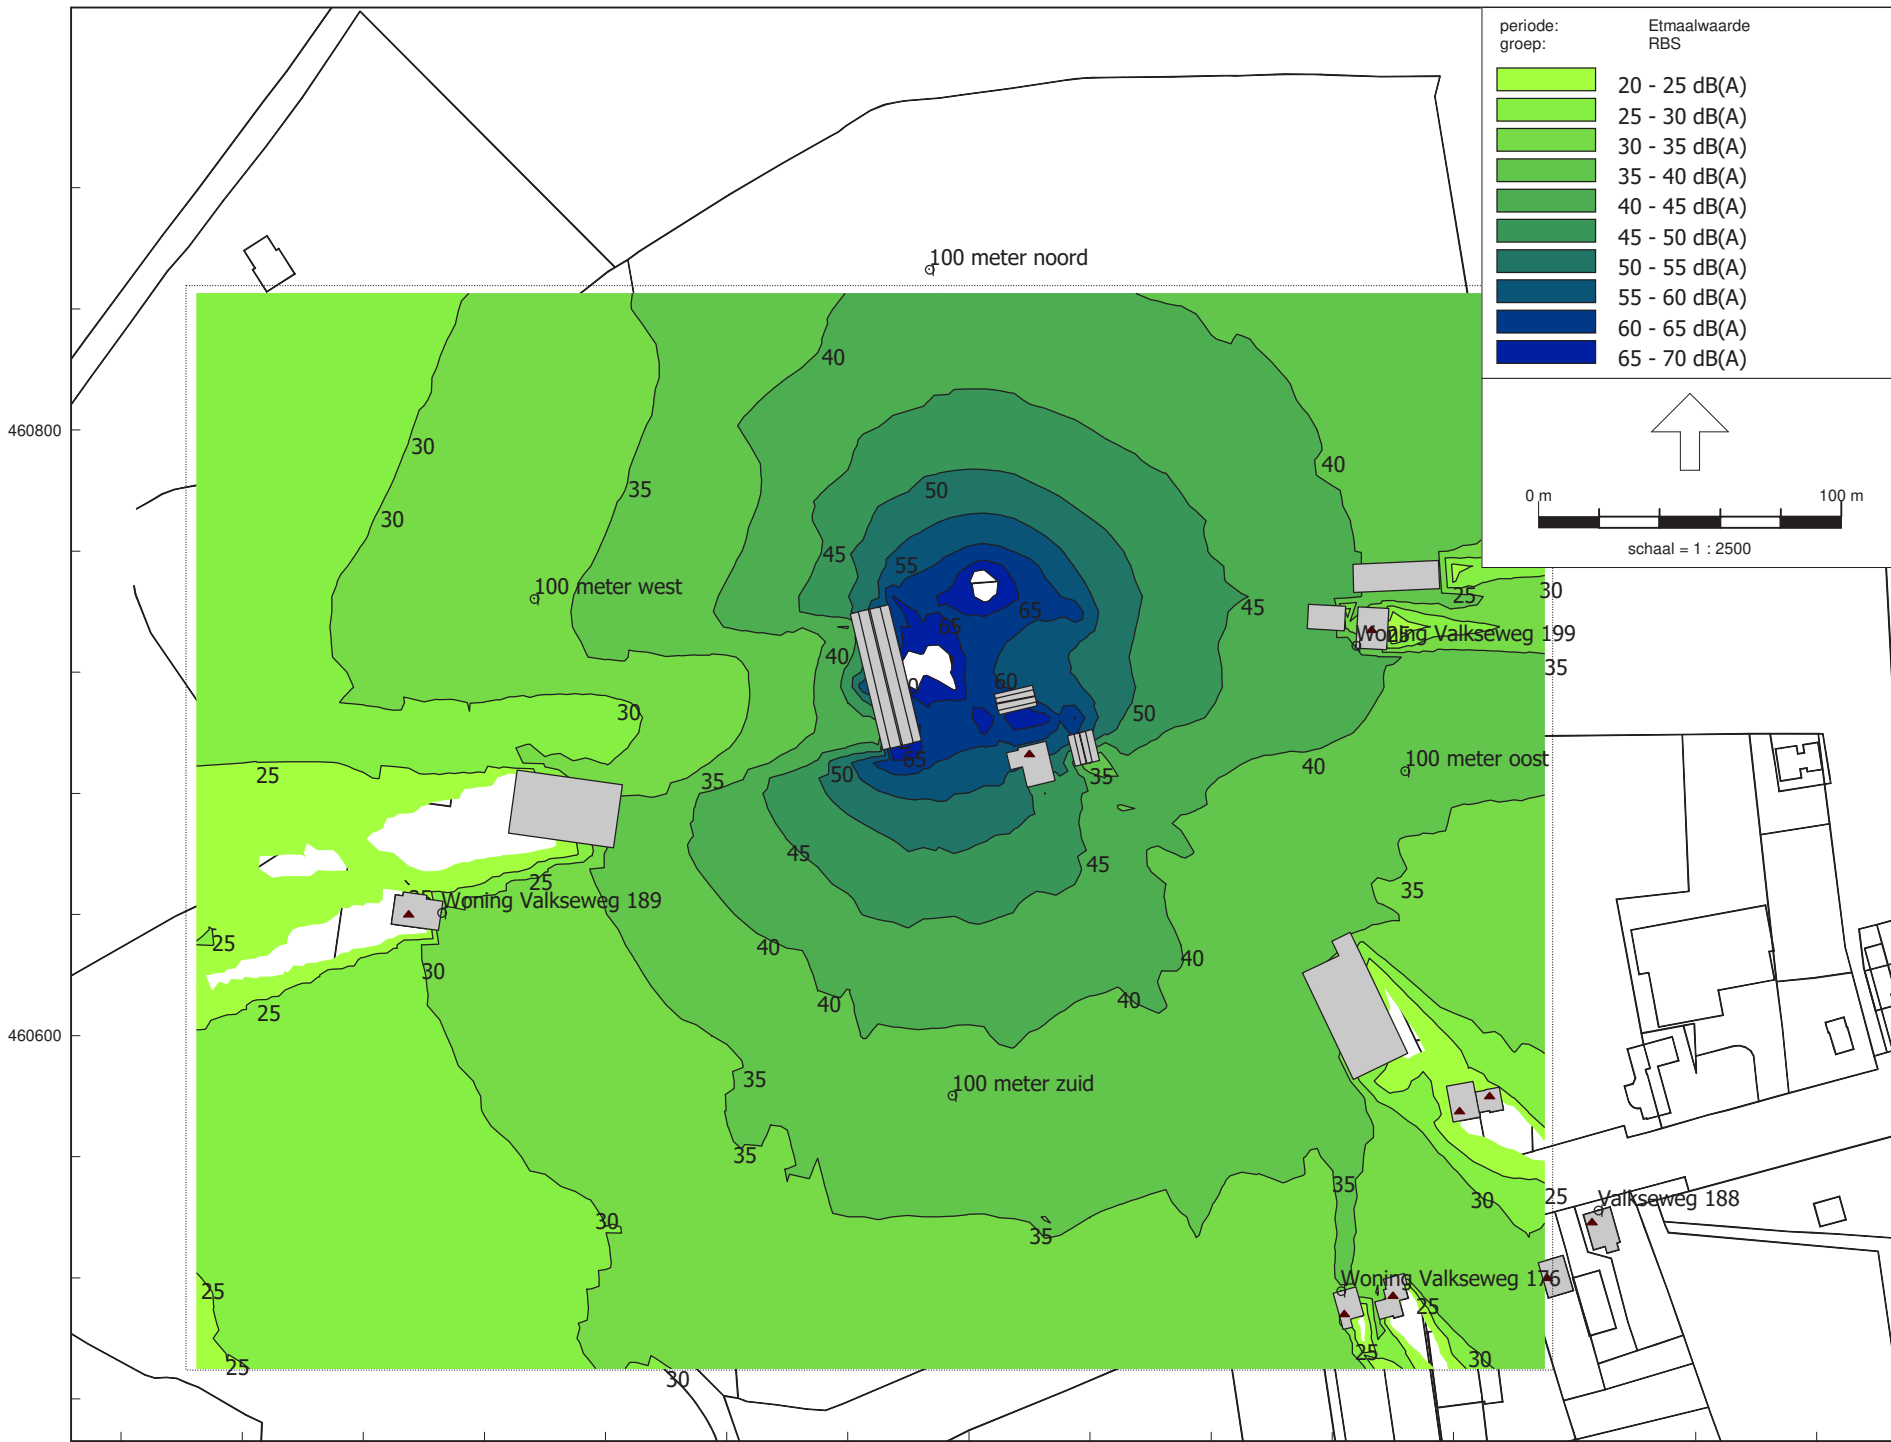 periode: Etmaalwaarde
groep: RBS
20 - 25 dB(A)
25 - 30 dB(A)
30 - 35 dB(A)
35 - 40 dB(A)
40 - 45 dB(A)
45 - 50 dB(A)
50 - 55 dB(A)
55 - 60 dB(A)
60 - 65 dB(A)
65 - 70 dB(A)
0 m 100 m
schaal = 1 : 2500
100 meter noord
40
460800
30
40
35
50
30
45
55
100 meter west
25
30
45
65
65
Woning Valkseweg 199
25
40
35
60
30
50
100 meter oost
65
40
25
50
35
35
45
45
25
35
Woning Valkseweg 189
25
40
40
30
40
40
25
460600
35
100 meter zuid
35
35
25
30
Valkseweg 188
30
35
Woning Valkseweg 176
25
25
25
30
25
30